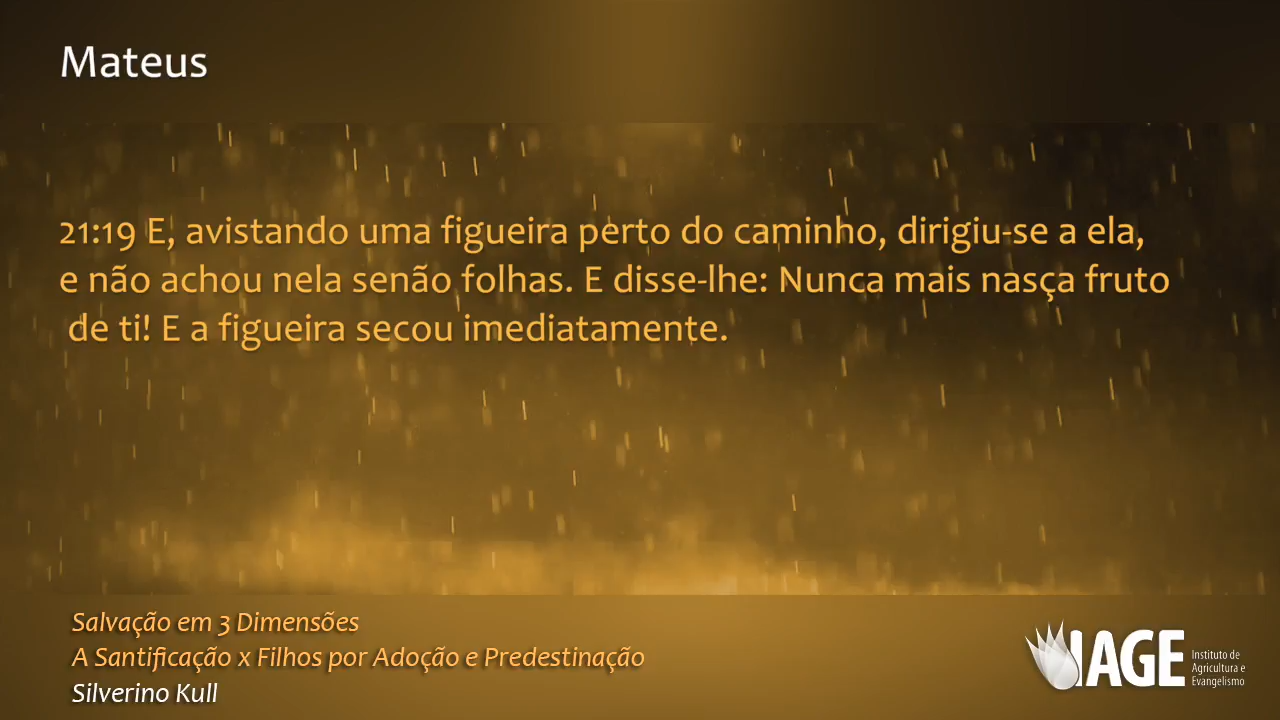 Mateus
21:19 E, avistando uma figueira perto do caminho, dirigiu-se a ela,
e não achou nela senão folhas. E disse-lhe: Nunca mais nasça fruto
de ti! E a figueira secou imediatamente.
Salvação em 3 Dimensões
A Santificação x Filhos por Adoção e Predestinação
Silverino Kull
IAGE
Instituto de
Agricultura e
Evangelismo